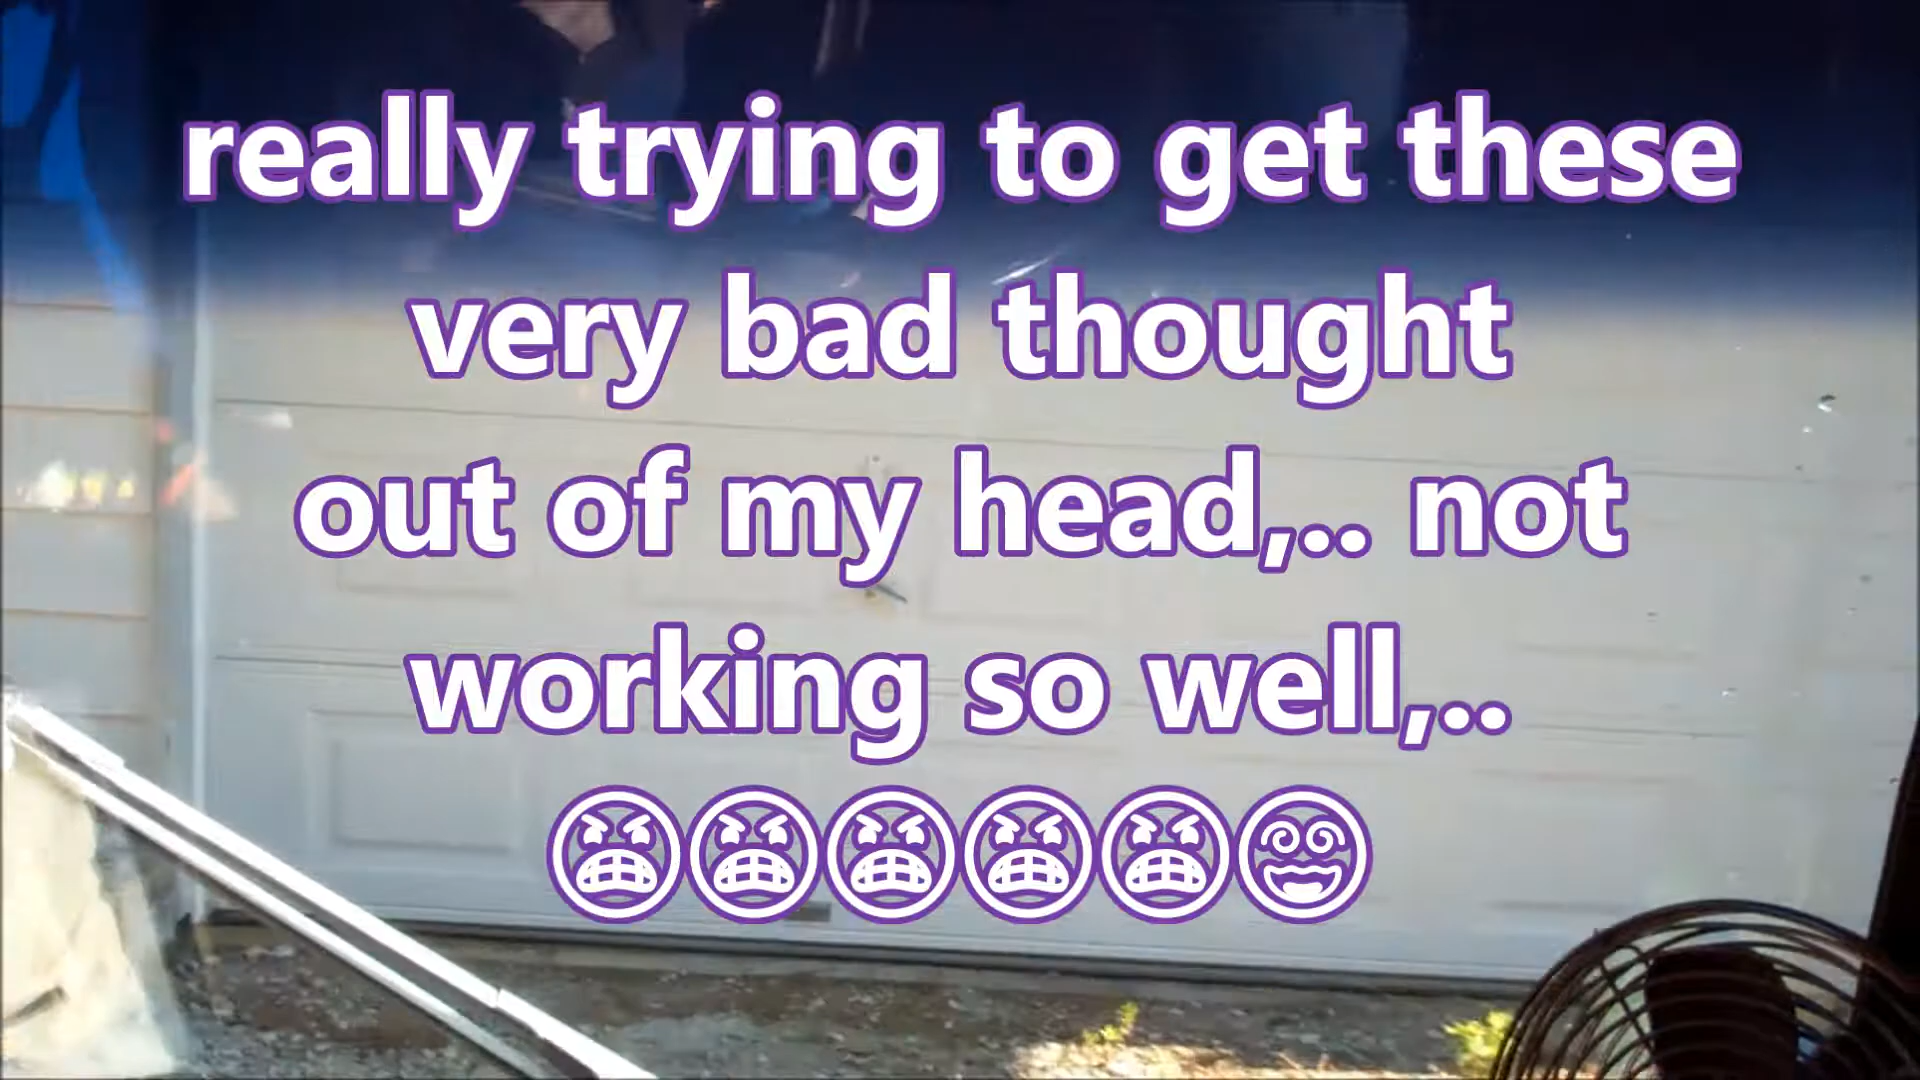 really trying to get these
very bad thought
out of my head,.. not
working so well,..
😬😬😬😬😬😵‍💫